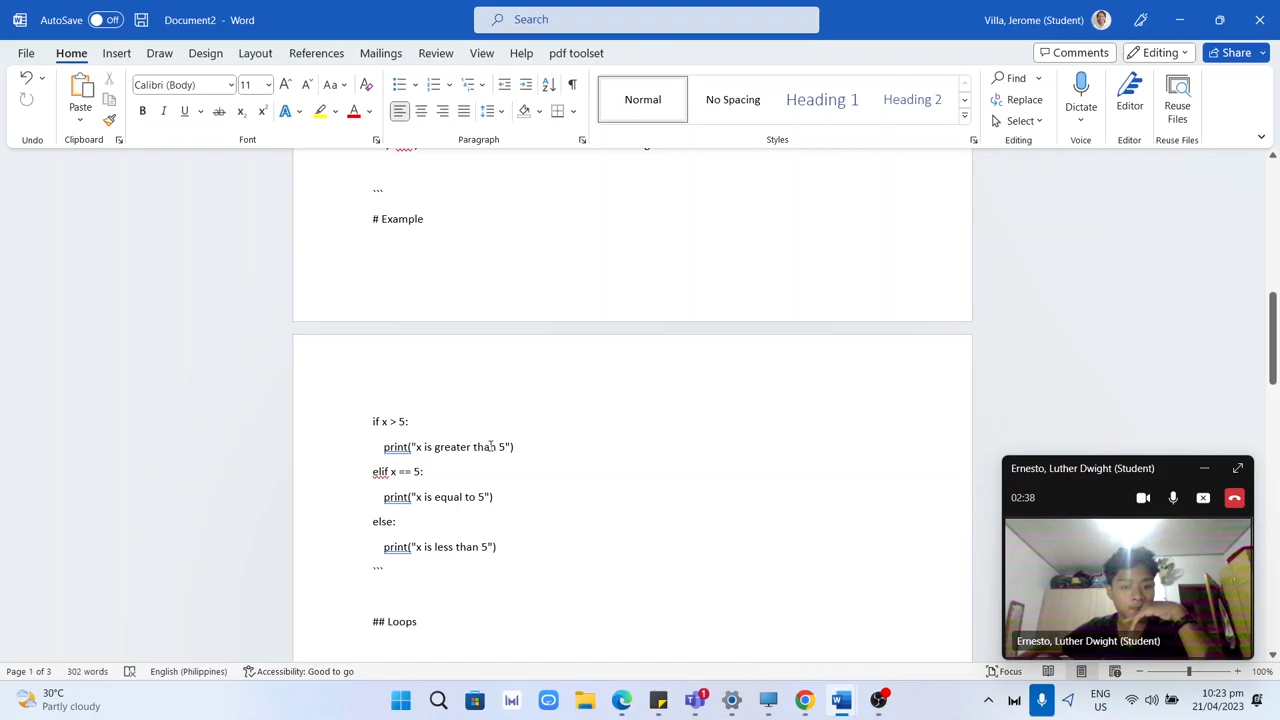 AutoSave Off Document2 - Word Search Villa, Jerome (Student)
File Home Insert Draw Design Layout References Mailings Review View Help pdf toolset Comments Editing Share
Paste Calibri (Body) 11 Aa Normal No Spacing Heading 1 Heading 2 Find Replace Select Dictate Editor Reuse Files
Undo Clipboard Font Paragraph Styles Editing Voice Editor Reuse Files
```
# Example
if x > 5:
print("x is greater than 5")
elif x == 5:
print("x is equal to 5")
else:
print("x is less than 5")
```
## Loops
Ernesto, Luther Dwight (Student)
02:38
Ernesto, Luther Dwight (Student)
Page 1 of 3 302 words English (Philippines) Accessibility: Good to go Focus 100%
30°C
Partly cloudy
1
ENG
US
10:23 pm
21/04/2023